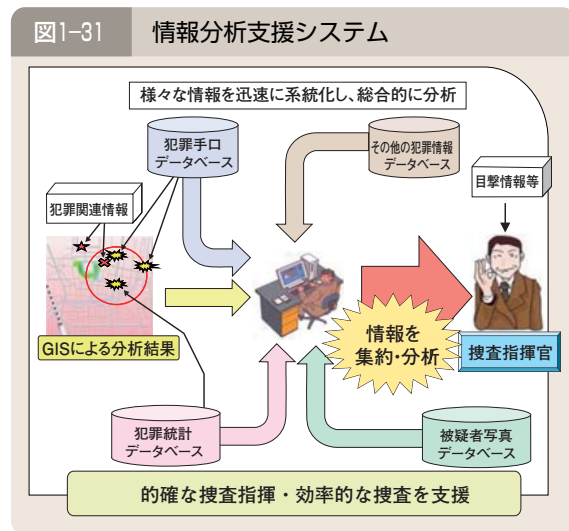 図1-31 情報分析支援システム
様々な情報を迅速に系統化し、総合的に分析
犯罪手口
データベース
その他の犯罪情報
データベース
目撃情報等
犯罪関連情報
GISによる分析結果
情報を
集約・分析
捜査指揮官
犯罪統計
データベース
被疑者写真
データベース
的確な捜査指揮・効率的な捜査を支援